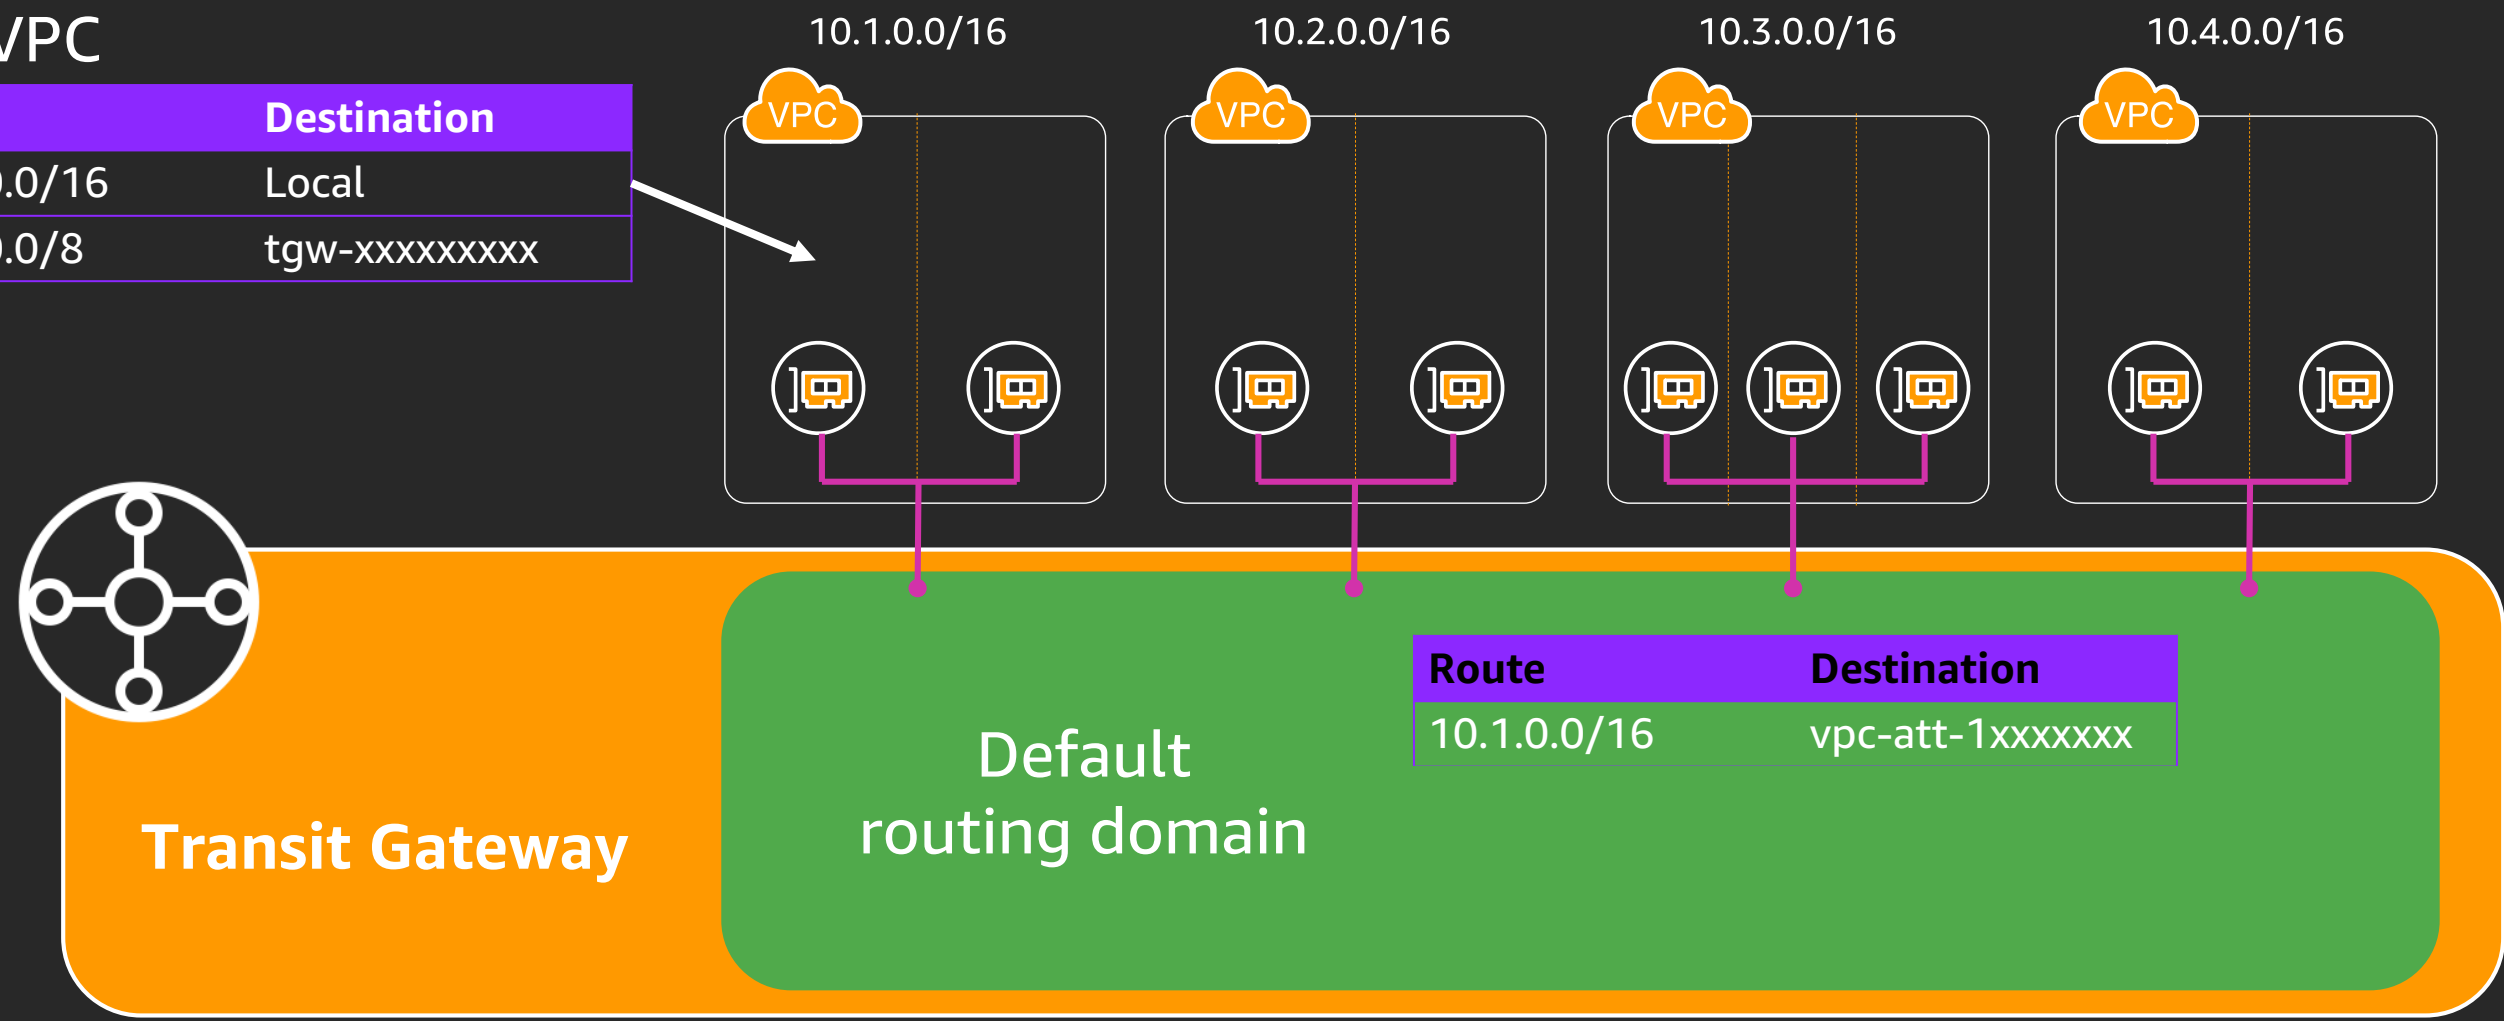 VPC
10.1.0.0/16
10.2.0.0/16
10.3.0.0/16
10.4.0.0/16
Destination
.0/16 Local
.0/8 tgw-xxxxxxxxx
VPC
VPC
VPC
VPC
Route Destination
10.1.0.0/16 vpc-att-1xxxxxxx
Default
routing domain
Transit Gateway